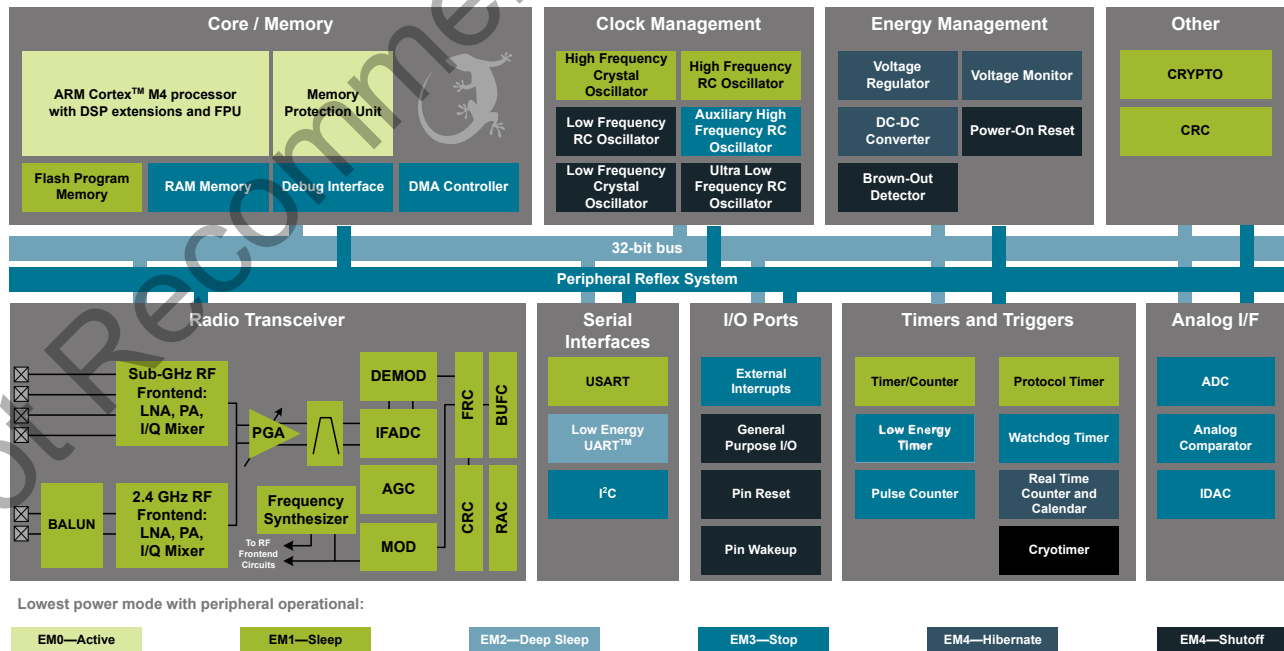 Core / Memory
ARM Cortex™ M4 processor
with DSP extensions and FPU
Memory
Protection Unit
Flash Program
Memory
RAM Memory
Debug Interface
DMA Controller
Clock Management
High Frequency
Crystal
Oscillator
High Frequency
RC Oscillator
Low Frequency
RC Oscillator
Auxiliary High
Frequency RC
Oscillator
Low Frequency
Crystal
Oscillator
Ultra Low
Frequency RC
Oscillator
Energy Management
Voltage
Regulator
Voltage Monitor
DC-DC
Converter
Power-On Reset
Brown-Out
Detector
Other
CRYPTO
CRC
32-bit bus
Peripheral Reflex System
Radio Transceiver
Sub-GHz RF
Frontend:
LNA, PA,
I/Q Mixer
BALUN
2.4 GHz RF
Frontend:
LNA, PA,
I/Q Mixer
PGA
Frequency
Synthesizer
To RF
Frontend
Circuits
DEMOD
IFADC
AGC
MOD
FRC
BUFC
CRC
RAC
Serial
Interfaces
USART
Low Energy
UART™
I²C
I/O Ports
External
Interrupts
General
Purpose I/O
Pin Reset
Pin Wakeup
Timers and Triggers
Timer/Counter
Protocol Timer
Low Energy
Timer
Watchdog Timer
Pulse Counter
Real Time
Counter and
Calendar
Cryotimer
Analog I/F
ADC
Analog
Comparator
IDAC
Lowest power mode with peripheral operational:
EM0—Active
EM1—Sleep
EM2—Deep Sleep
EM3—Stop
EM4—Hibernate
EM4—Shutoff